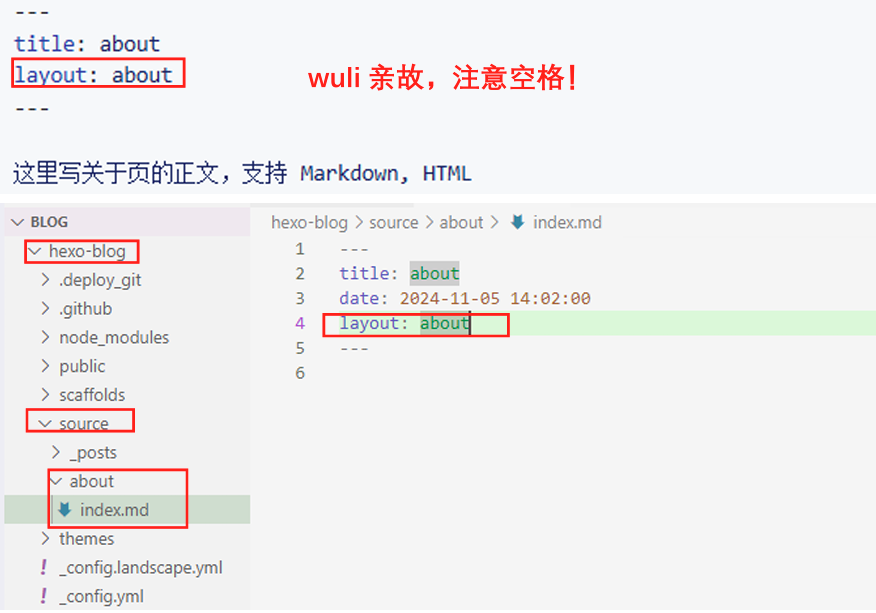 ---
title: about
layout: about
wuli 亲故，注意空格！
---
这里写关于页的正文，支持 Markdown, HTML
BLOG
hexo-blog
.deploy_git
.github
node_modules
public
scaffolds
source
_posts
about
index.md
themes
! _config.landscape.yml
! _config.yml
hexo-blog > source > about > index.md
1 ---
2 title: about
3 date: 2024-11-05 14:02:00
4 layout: about
5 ---
6